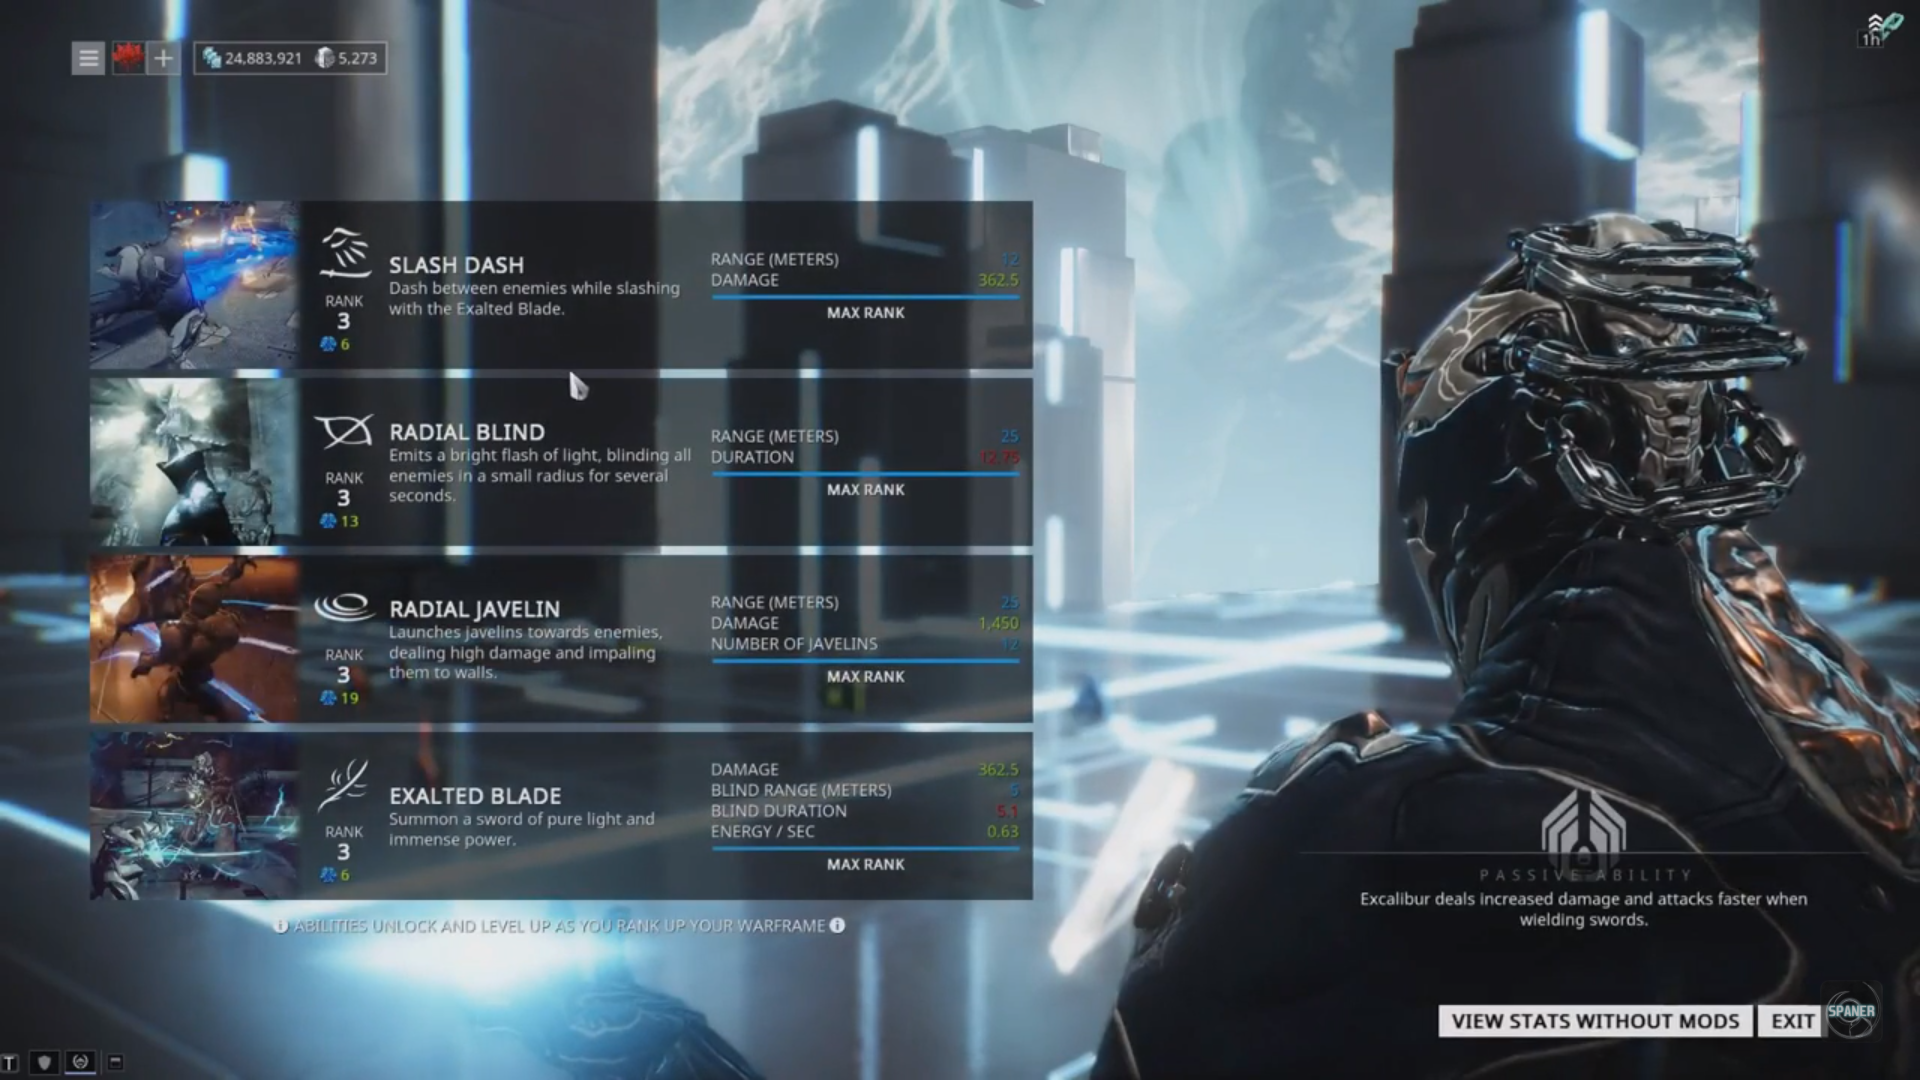 24,883,921 5,273
1h
SLASH DASH
Dash between enemies while slashing
with the Exalted Blade.
RANK
3
6
RANGE (METERS) 12
DAMAGE 362.5
MAX RANK
RADIAL BLIND
Emits a bright flash of light, blinding all
enemies in a small radius for several
seconds.
RANK
3
13
RANGE (METERS) 25
DURATION 12.75
MAX RANK
RADIAL JAVELIN
Launches javelins towards enemies,
dealing high damage and impaling
them to walls.
RANK
3
19
RANGE (METERS) 25
DAMAGE 1,450
NUMBER OF JAVELINS 12
MAX RANK
EXALTED BLADE
Summon a sword of pure light and
immense power.
RANK
3
6
DAMAGE 362.5
BLIND RANGE (METERS) 5
BLIND DURATION 5.1
ENERGY / SEC 0.63
MAX RANK
ABILITIES UNLOCK AND LEVEL UP AS YOU RANK UP YOUR WARFRAME
PASSIVE ABILITY
Excalibur deals increased damage and attacks faster when
wielding swords.
VIEW STATS WITHOUT MODS EXIT
SPANER
T